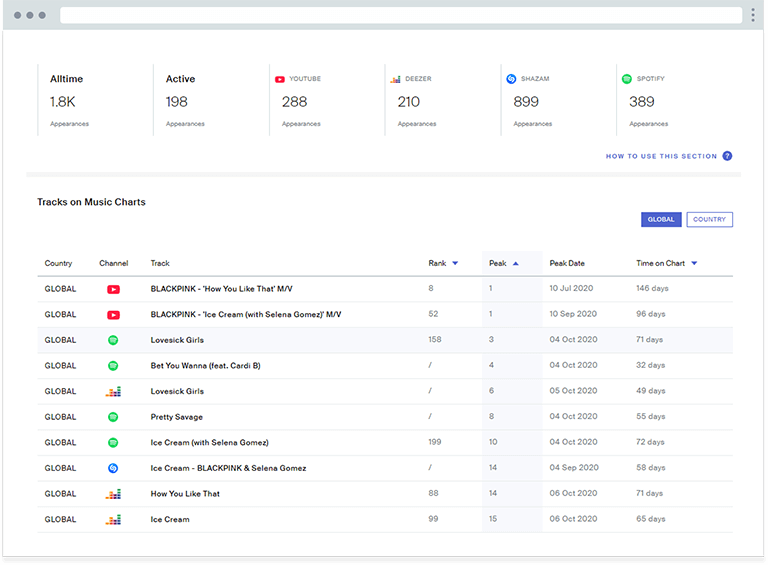 Alltime Active YOUTUBE DEEZER SHAZAM SPOTIFY
1.8K 198 288 210 899 389
Appearances Appearances Appearances Appearances Appearances Appearances
HOW TO USE THIS SECTION ?
Tracks on Music Charts
GLOBAL COUNTRY
Country Channel Track Rank Peak Peak Date Time on Chart
GLOBAL BLACKPINK - 'How You Like That' M/V 8 1 10 Jul 2020 146 days
GLOBAL BLACKPINK - 'Ice Cream (with Selena Gomez)' M/V 52 1 10 Sep 2020 96 days
GLOBAL Lovesick Girls 158 3 04 Oct 2020 71 days
GLOBAL Bet You Wanna (feat. Cardi B) / 4 04 Oct 2020 32 days
GLOBAL Lovesick Girls / 6 05 Oct 2020 49 days
GLOBAL Pretty Savage / 8 04 Oct 2020 55 days
GLOBAL Ice Cream (with Selena Gomez) 199 10 04 Oct 2020 72 days
GLOBAL Ice Cream - BLACKPINK & Selena Gomez / 14 04 Sep 2020 58 days
GLOBAL How You Like That 88 14 06 Oct 2020 71 days
GLOBAL Ice Cream 99 15 06 Oct 2020 65 days